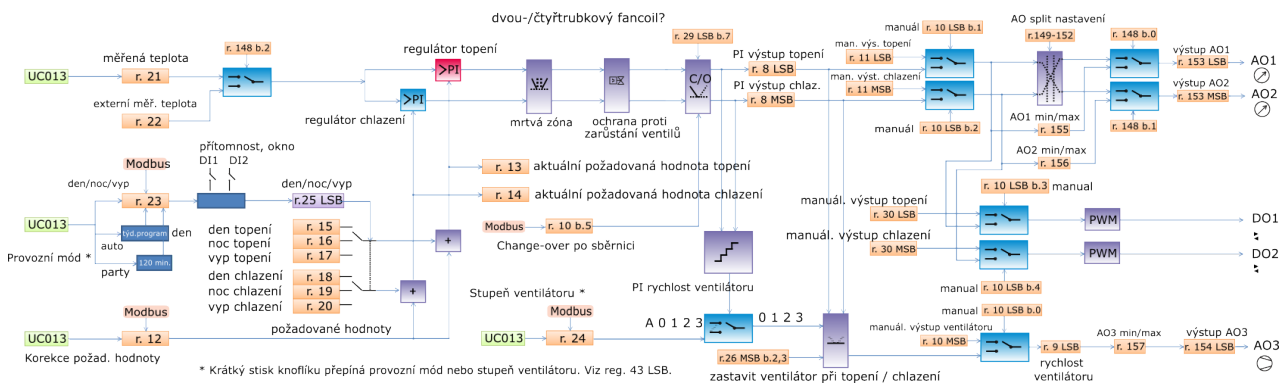 dvou-/čtyřtrubkový fancoil?
manuál
AO split nastavení
r. 10 LSB b.1
r.149-152
měřená teplota
r. 148 b.2
regulátor topení
r. 29 LSB b.7
PI výstup topení
man. výs. topení
r. 148 b.0
výstup AO1
UC013
r. 21
>PI
C/O
r. 8 LSB
r. 11 LSB
r. 153 LSB
AO1
externí měř. teplota
>PI
PI výstup chlaz.
man. výst. chlazení
výstup AO2
r. 22
r. 8 MSB
r. 11 MSB
r. 153 MSB
AO2
regulátor chlazení
mrtvá zóna
ochrana proti
zarůstání ventilů
manuál
r. 10 LSB b.2
AO1 min/max
r. 155
r. 148 b.1
AO2 min/max
r. 156
přítomnost, okno
DI1
DI2
Modbus
r. 13
aktuální požadovaná hodnota topení
den/noc/vyp
den/noc/vyp
r. 14
aktuální požadovaná hodnota chlazení
r. 10 LSB b.3
manual
r. 23
r.25 LSB
manuál. výstup topení
UC013
r. 30 LSB
PWM
DO1
týd.program
den
den topení
r. 15
Modbus
r. 10 b.5
manuál. výstup chlazení
auto
noc topení
r. 16
+
Change-over po sběrnici
r. 30 MSB
PWM
DO2
Provozní mód *
party
120 min.
vyp topení
r. 17
den chlazení
r. 18
noc chlazení
r. 19
+
PI rychlost ventilátoru
manual
r. 10 LSB b.4
vyp chlazení
r. 20
Stupeň ventilátoru *
manual
r. 10 LSB b.0
Modbus
požadované hodnoty
Modbus
A 0 1 2 3
0 1 2 3
manuál. výstup ventilátoru
AO3 min/max
výstup AO3
UC013
r. 12
UC013
r. 24
r. 10 MSB
r. 9 LSB
r. 157
r. 154 LSB
AO3
Korekce požad. hodnoty
r.26 MSB b.2,3
rychlost
ventilátoru
* Krátký stisk knoflíku přepíná provozní mód nebo stupeň ventilátoru. Viz reg. 43 LSB.
zastavit ventilátor při topení / chlazení